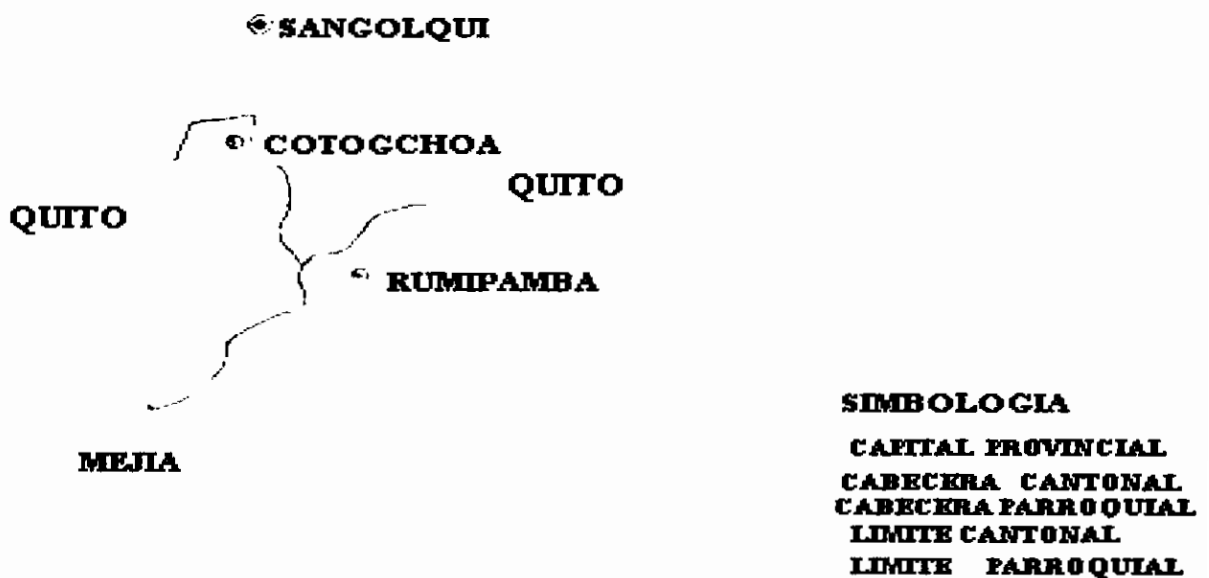 SANGOLQUI
COTOGCHOA
QUITO
QUITO
RUMIPAMBA
MEJIA
SIMBOLOGIA
CAPITAL PROVINCIAL
CABECERA CANTONAL
CABECERA PARROQUIAL
LIMITE CANTONAL
LIMITE PARROQUIAL